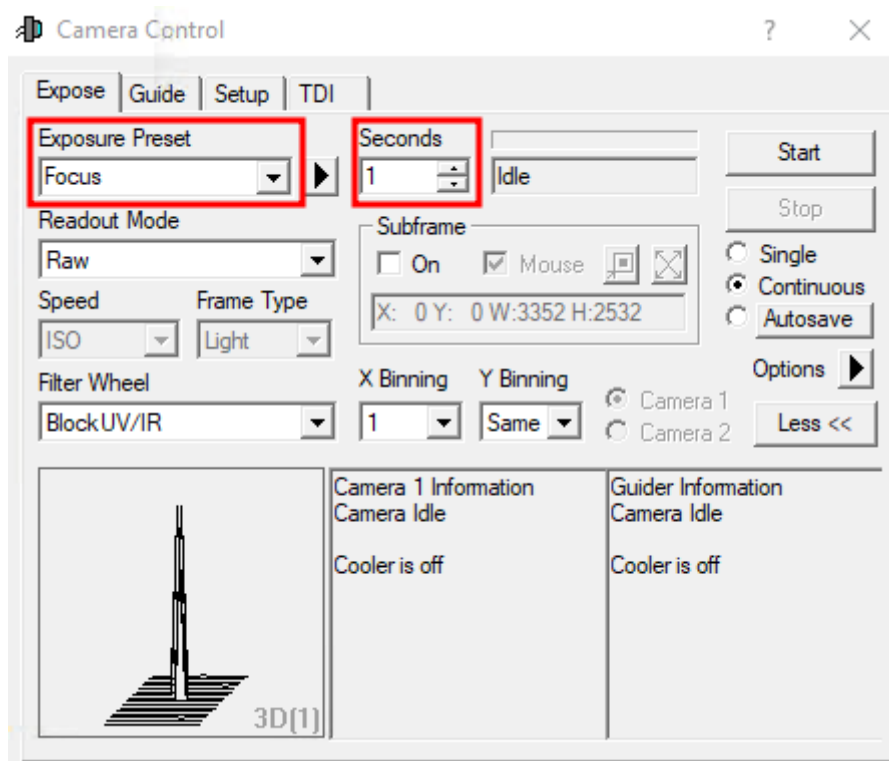 Camera Control
Expose Guide Setup TDI
Exposure Preset
Focus
Seconds
1
Idle
Start
Stop
Readout Mode
Raw
Subframe
On Mouse
X: 0 Y: 0 W:3352 H:2532
Single
Continuous
Autosave
Speed
ISO
Frame Type
Light
Options
Filter Wheel
BlockUV/IR
X Binning
1
Y Binning
Same
Camera 1
Camera 2
Less <<
3D(1)
Camera 1 Information
Camera Idle
Cooler is off
Guider Information
Camera Idle
Cooler is off